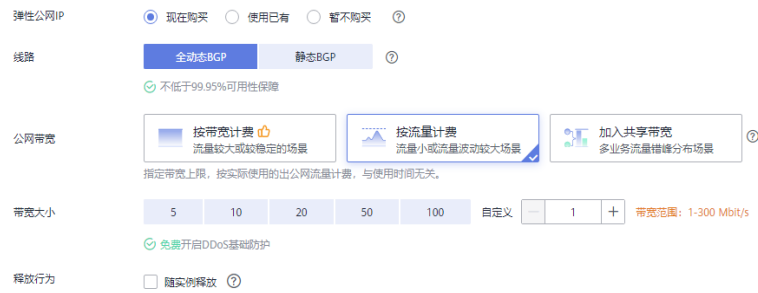 弹性公网IP 现在购买 使用已有 暂不购买 ?
线路 全动态BGP 静态BGP ?
不低于99.95%可用性保障
公网带宽 按带宽计费 按流量计费 加入共享带宽 ?
流量较大或较稳定的场景 流量小或流量波动较大场景 多业务流量错峰分布场景
指定带宽上限，按实际使用的出公网流量计费，与使用时间无关。
带宽大小 5 10 20 50 100 自定义 − 1 + 带宽范围：1-300 Mbit/s
免费开启DDoS基础防护
释放行为 随实例释放 ?